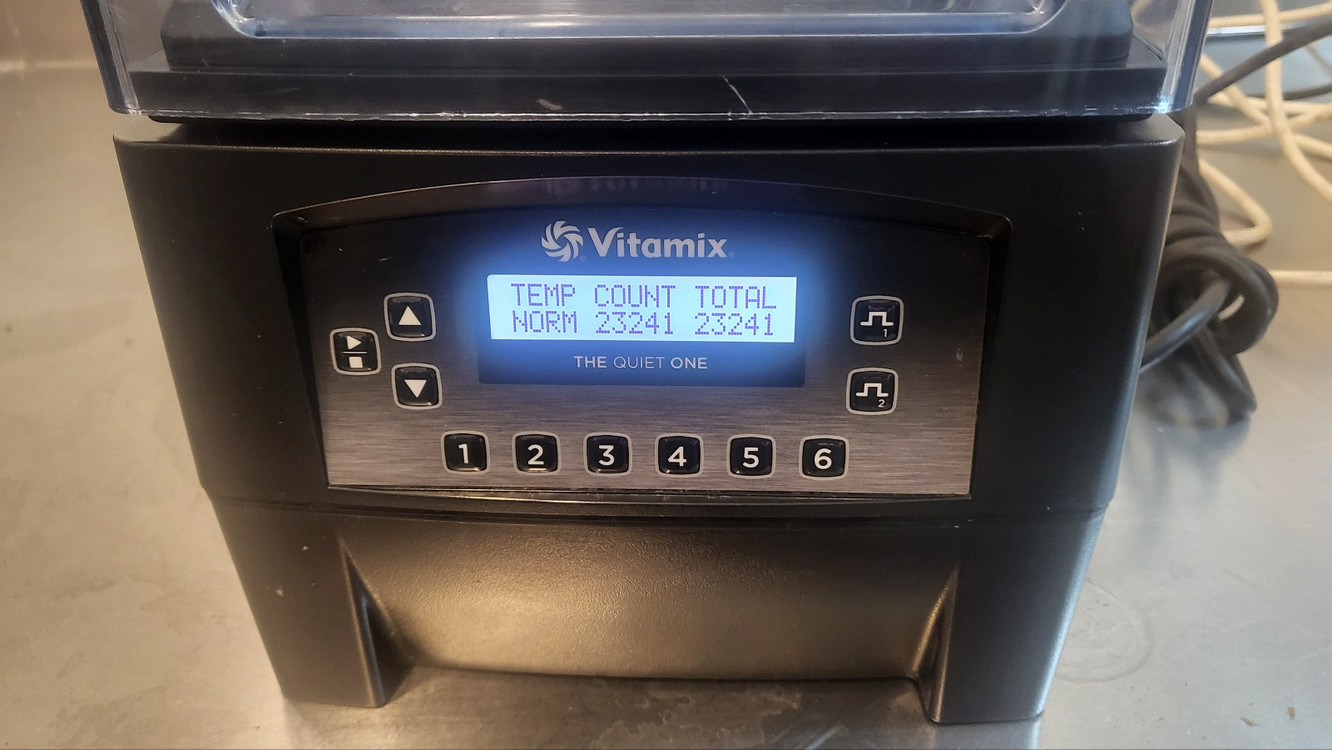 Vitamix
TEMP COUNT TOTAL
NORM 23241 23241
THE QUIET ONE
1
2
1 2 3 4 5 6